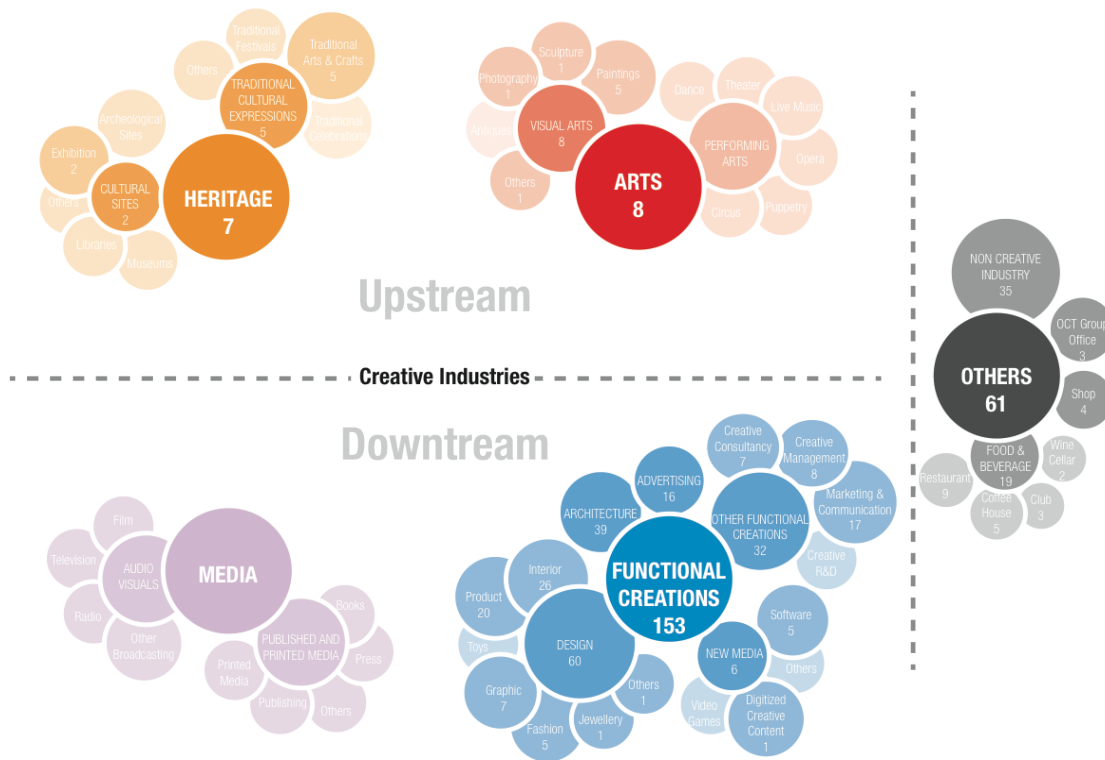 Traditional
Festivals
Others
Traditional
Arts & Crafts
5
TRADITIONAL
CULTURAL
EXPRESSIONS
5
Traditional
Celebrations
Archeological
Sites
Exhibition
2
Others
CULTURAL
SITES
2
Libraries
Museums
HERITAGE
7
Sculpture
1
Photography
1
Paintings
5
Antiques
VISUAL ARTS
8
Others
1
ARTS
8
Dance
Theater
Live Music
PERFORMING
ARTS
Opera
Puppetry
Circus
Upstream
Creative Industries
Downtream
NON CREATIVE
INDUSTRY
35
OCT Group
Office
3
OTHERS
61
Shop
4
FOOD &
BEVERAGE
19
Wine
Cellar
2
Restaurant
9
Coffee
House
5
Club
3
Film
Television
AUDIO
VISUALS
Radio
Other
Broadcasting
MEDIA
Books
PUBLISHED AND
PRINTED MEDIA
Press
Printed
Media
Publishing
Others
Creative
Consultancy
7
Creative
Management
8
ADVERTISING
16
ARCHITECTURE
39
OTHER FUNCTIONAL
CREATIONS
32
Marketing &
Communication
17
Creative
R&D
FUNCTIONAL
CREATIONS
153
Interior
26
Product
20
Toys
DESIGN
60
Graphic
7
Fashion
5
Jewellery
1
Others
1
Software
5
NEW MEDIA
6
Others
Video
Games
Digitized
Creative
Content
1